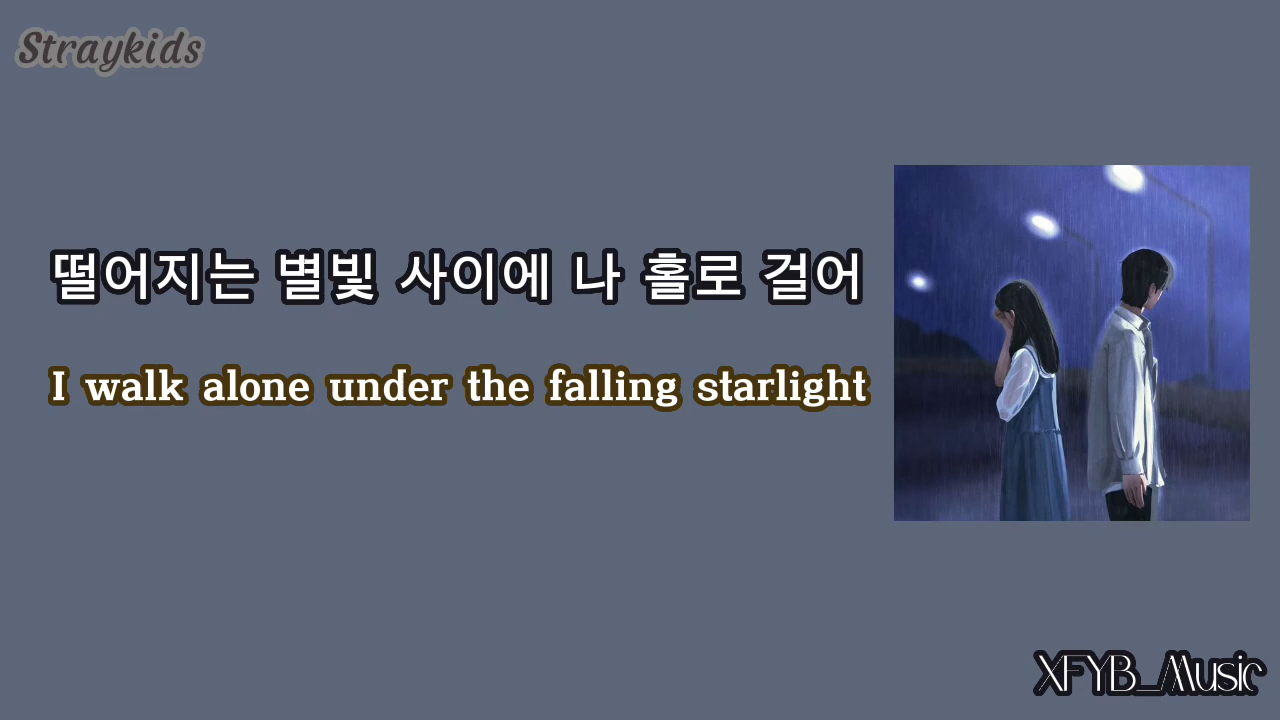 Straykids
떨어지는 별빛 사이에 나 홀로 걸어
I walk alone under the falling starlight
XFYB_Music